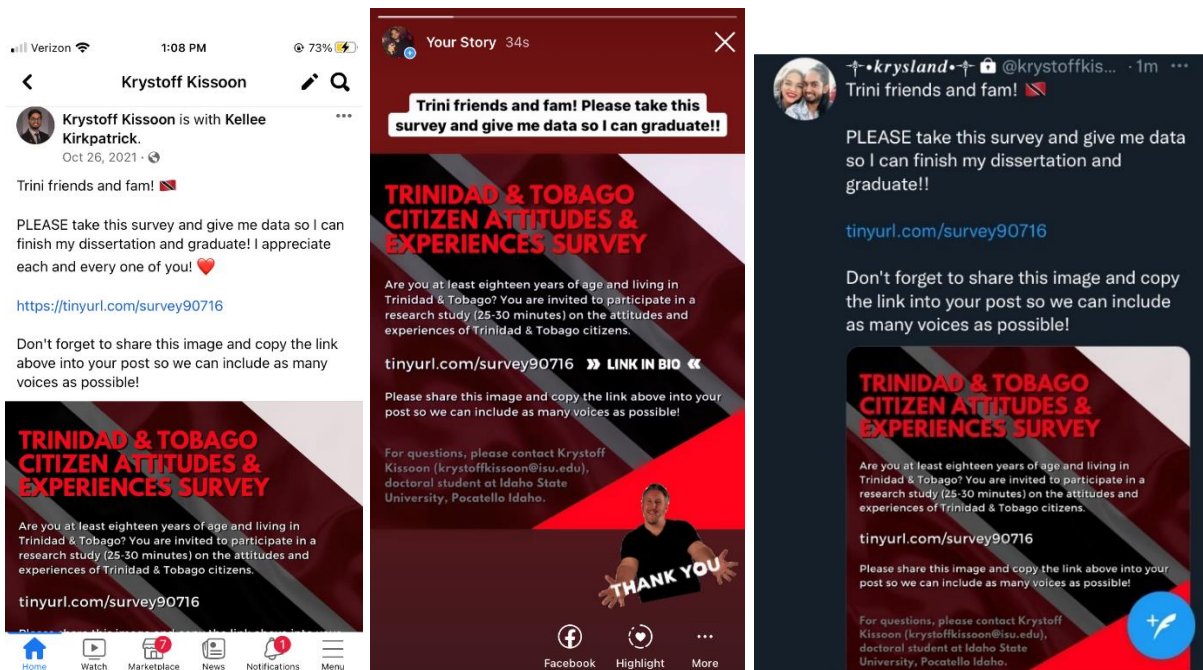 Verizon 1:08 PM 73%
Krystoff Kissoon
Krystoff Kissoon is with Kellee
Kirkpatrick.
Oct 26, 2021 ·
Trini friends and fam! 🇹🇹
PLEASE take this survey and give me data so I can
finish my dissertation and graduate! I appreciate
each and every one of you! ❤️
https://tinyurl.com/survey90716
Don't forget to share this image and copy the link
above into your post so we can include as many
voices as possible!
TRINIDAD & TOBAGO
CITIZEN ATTITUDES &
EXPERIENCES SURVEY
Are you at least eighteen years of age and living in
Trinidad & Tobago? You are invited to participate in a
research study (25-30 minutes) on the attitudes and
experiences of Trinidad & Tobago citizens.
tinyurl.com/survey90716
Home Watch Marketplace 7 News Notifications 1 Menu
Your Story 34s
Trini friends and fam! Please take this
survey and give me data so I can graduate!!
TRINIDAD & TOBAGO
CITIZEN ATTITUDES &
EXPERIENCES SURVEY
Are you at least eighteen years of age and living in
Trinidad & Tobago? You are invited to participate in a
research study (25-30 minutes) on the attitudes and
experiences of Trinidad & Tobago citizens.
tinyurl.com/survey90716 » LINK IN BIO «
Please share this image and copy the link above into your
post so we can include as many voices as possible!
For questions, please contact Krystoff
Kissoon (krystoffkissoon@isu.edu),
doctoral student at Idaho State
University, Pocatello Idaho.
THANK YOU
Facebook Highlight More
•krysland• @krystoffkis... · 1m ···
Trini friends and fam! 🇹🇹
PLEASE take this survey and give me data
so I can finish my dissertation and
graduate!!
tinyurl.com/survey90716
Don't forget to share this image and copy
the link into your post so we can include
as many voices as possible!
TRINIDAD & TOBAGO
CITIZEN ATTITUDES &
EXPERIENCES SURVEY
Are you at least eighteen years of age and living in
Trinidad & Tobago? You are invited to participate in a
research study (25-30 minutes) on the attitudes and
experiences of Trinidad & Tobago citizens.
tinyurl.com/survey90716
Please share this image and copy the link above into your
post so we can include as many voices as possible!
For questions, please contact Krystoff
Kissoon (krystoffkissoon@isu.edu),
doctoral student at Idaho State
University, Pocatello Idaho.